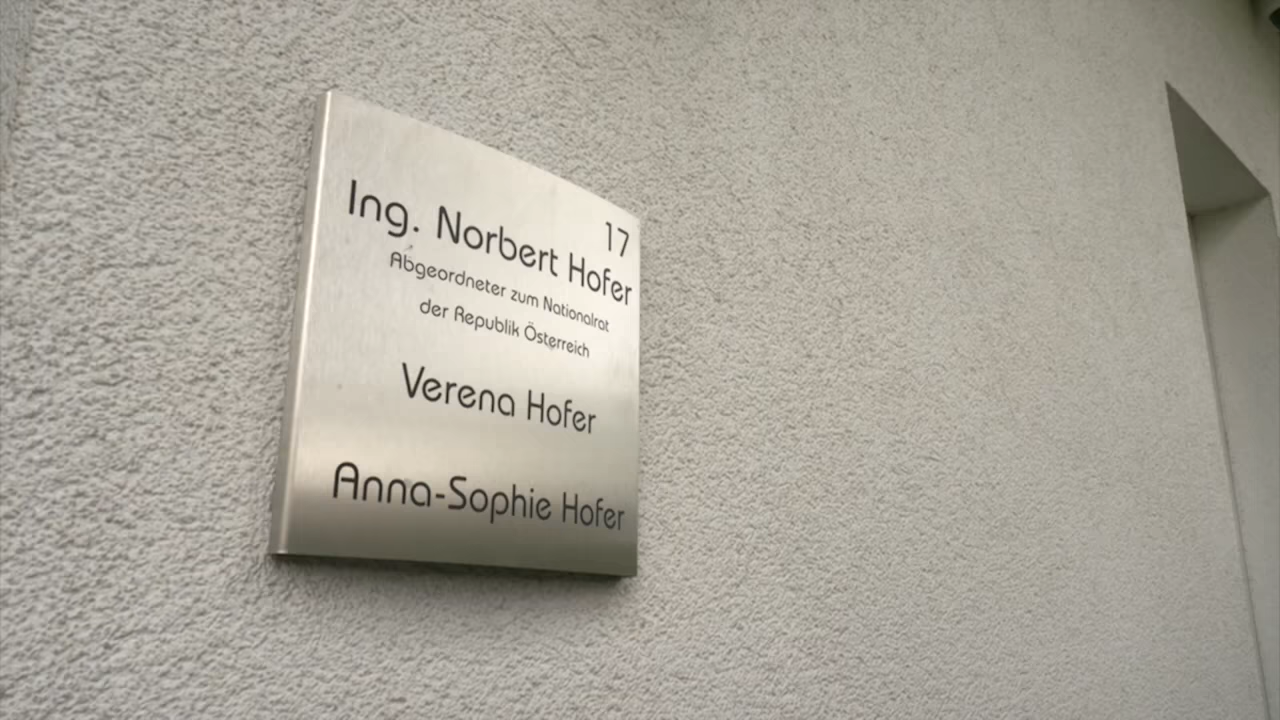 17
Ing. Norbert Hofer
Abgeordneter zum Nationalrat
der Republik Österreich
Verena Hofer
Anna-Sophie Hofer